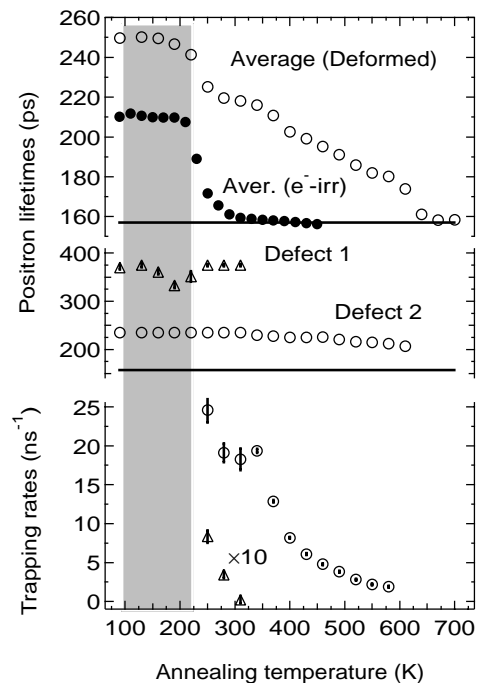 260
240
220
200
180
160
Positron lifetimes (ps)
Average (Deformed)
Aver. (e⁻-irr)
400
300
200
Defect 1
Defect 2
25
20
15
10
5
0
Trapping rates (ns⁻¹)
×10
100 200 300 400 500 600 700
Annealing temperature (K)